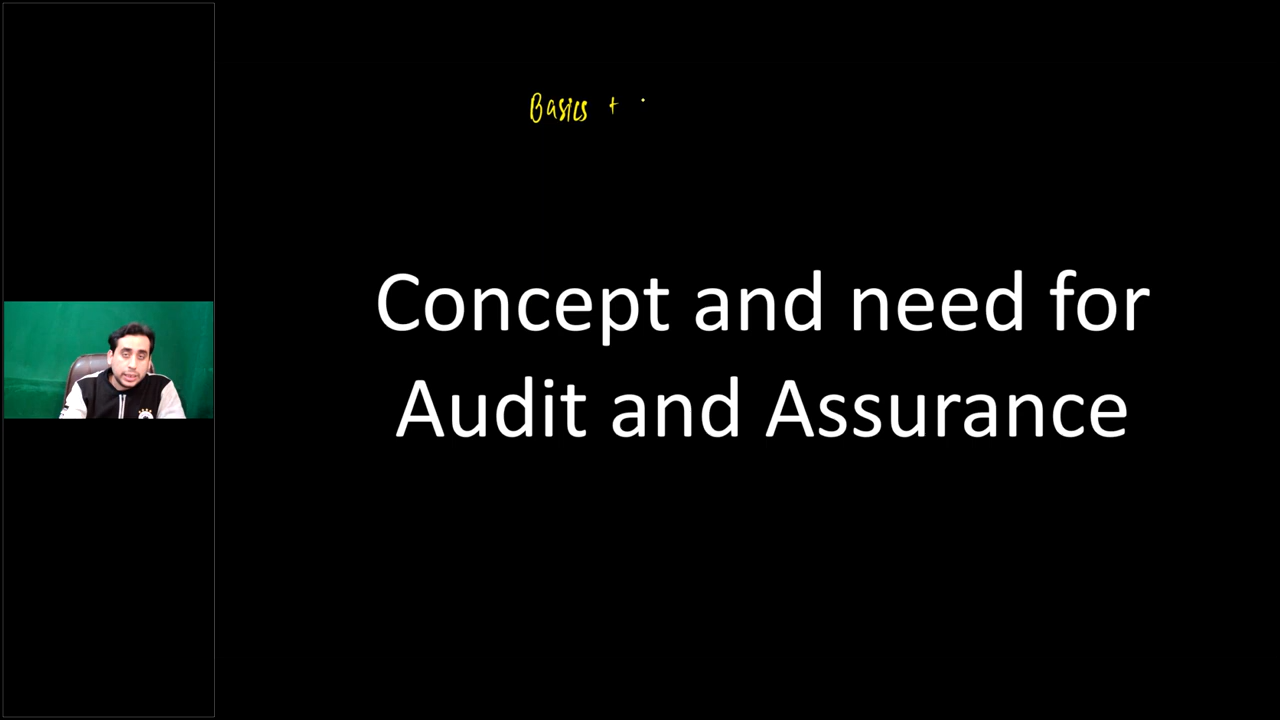 Basics +
Concept and need for
Audit and Assurance